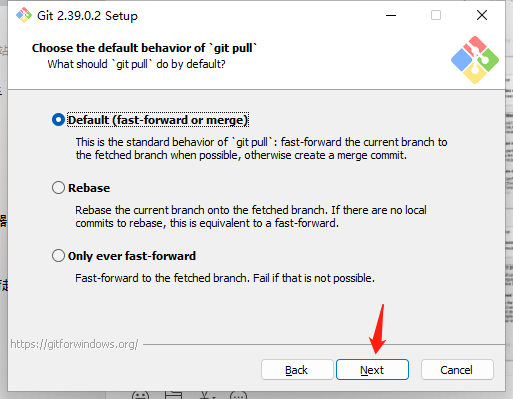 Git 2.39.0.2 Setup
Choose the default behavior of `git pull`
What should `git pull` do by default?
Default (fast-forward or merge)
This is the standard behavior of `git pull`: fast-forward the current branch to
the fetched branch when possible, otherwise create a merge commit.
Rebase
Rebase the current branch onto the fetched branch. If there are no local
commits to rebase, this is equivalent to a fast-forward.
Only ever fast-forward
Fast-forward to the fetched branch. Fail if that is not possible.
https://gitforwindows.org/
Back
Next
Cancel